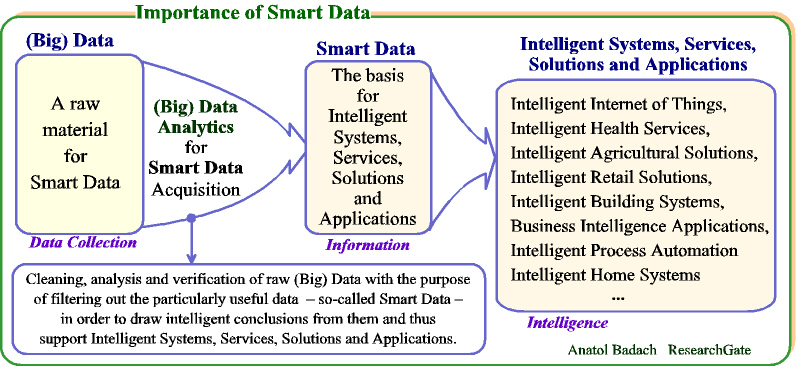 Importance of Smart Data
(Big) Data
A raw
material
for
Smart Data
Data Collection
(Big) Data
Analytics
for
Smart Data
Acquisition
Smart Data
The basis
for
Intelligent
Systems,
Services,
Solutions
and
Applications
Information
Intelligent Systems, Services,
Solutions and Applications
Intelligent Internet of Things,
Intelligent Health Services,
Intelligent Agricultural Solutions,
Intelligent Retail Solutions,
Intelligent Building Systems,
Business Intelligence Applications,
Intelligent Process Automation
Intelligent Home Systems
...
Intelligence
Cleaning, analysis and verification of raw (Big) Data with the purpose
of filtering out the particularly useful data – so-called Smart Data –
in order to draw intelligent conclusions from them and thus
support Intelligent Systems, Services, Solutions and Applications.
Anatol Badach ResearchGate